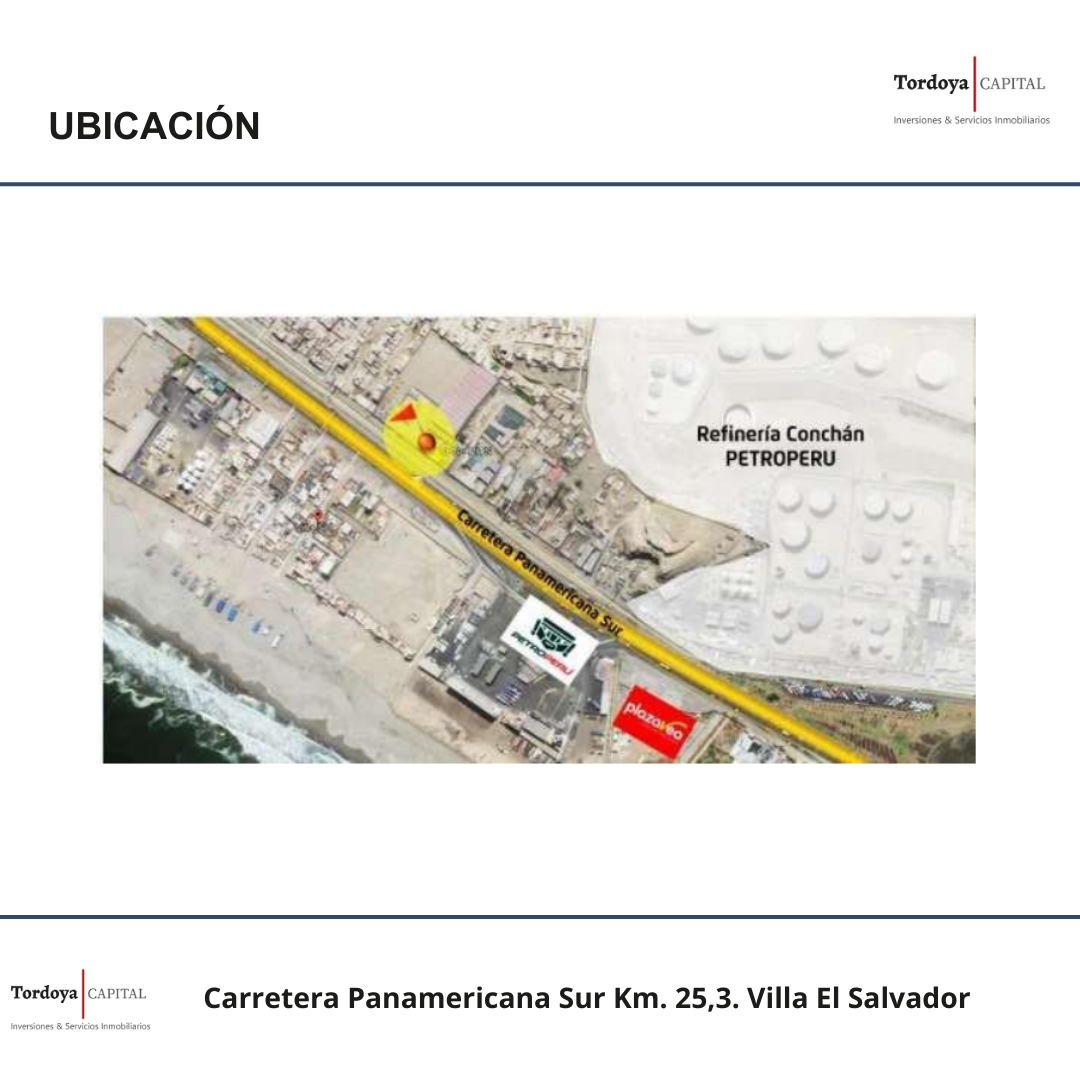 Tordoya CAPITAL
Inversiones & Servicios Inmobiliarios
UBICACIÓN
Refinería Conchán
PETROPERU
Carretera Panamericana Sur
PETROPERU
plazavea
Tordoya CAPITAL
Inversiones & Servicios Inmobiliarios
Carretera Panamericana Sur Km. 25,3. Villa El Salvador